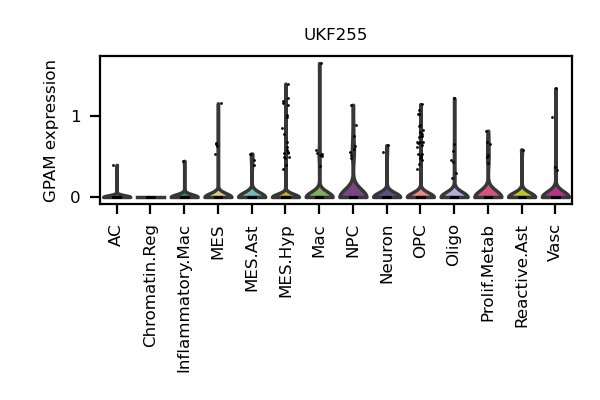 UKF255
GPAM expression
1
0
AC
Chromatin.Reg
Inflammatory.Mac
MES
MES.Ast
MES.Hyp
Mac
NPC
Neuron
OPC
Oligo
Prolif.Metab
Reactive.Ast
Vasc